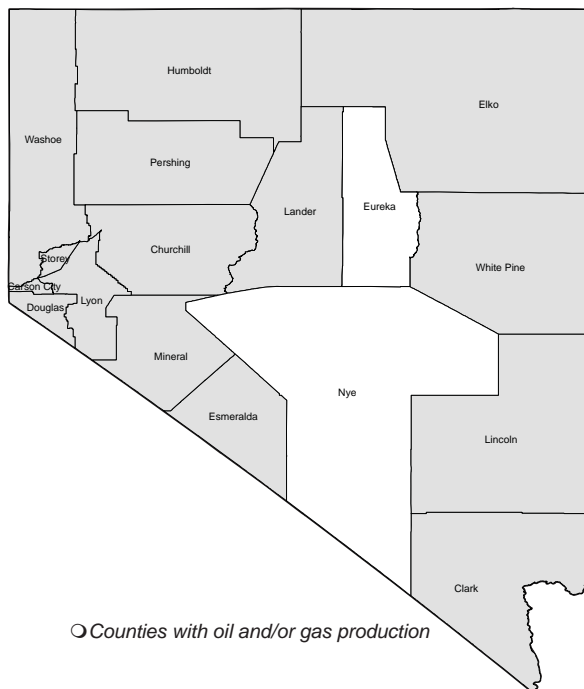 Humboldt
Elko
Washoe
Pershing
Eureka
Lander
Churchill
Storey
White Pine
Carson City
Lyon
Douglas
Mineral
Nye
Esmeralda
Lincoln
Clark
❍ Counties with oil and/or gas production